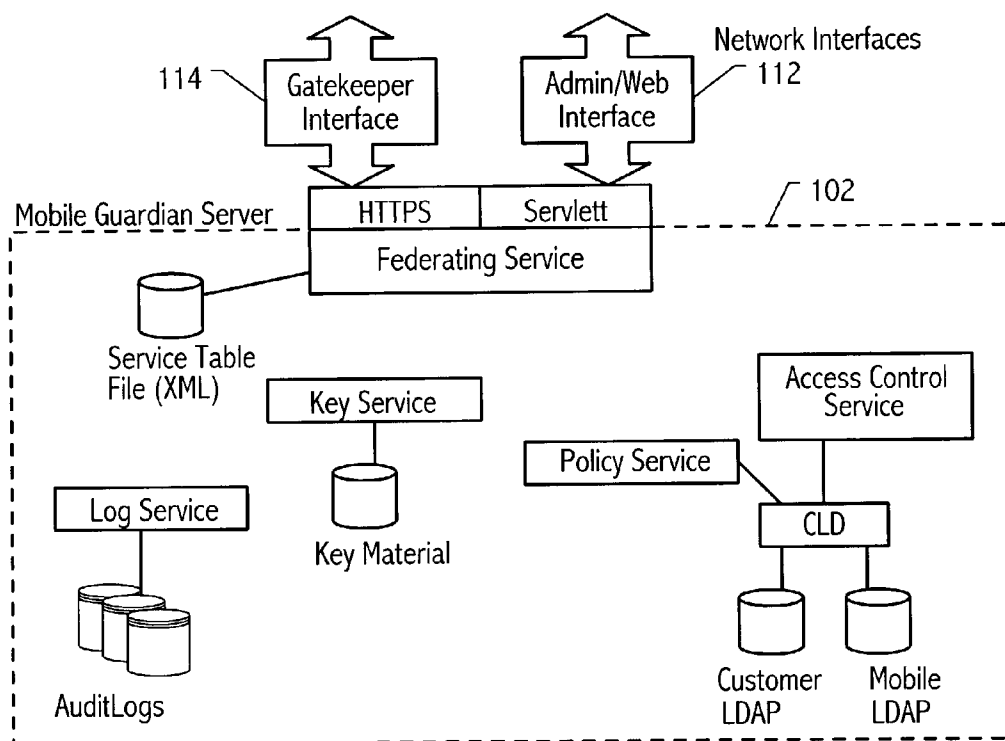 Network Interfaces
114
Gatekeeper
Interface
Admin/Web
Interface
112
102
Mobile Guardian Server
HTTPS
Servlett
Federating Service
Service Table
File (XML)
Key Service
Access Control
Service
Policy Service
Log Service
CLD
Key Material
Customer
LDAP
Mobile
LDAP
AuditLogs